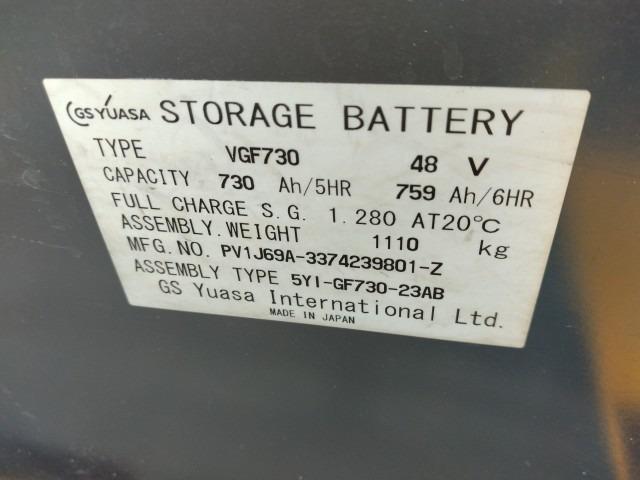 GS YUASA STORAGE BATTERY
TYPE VGF730 48 V
CAPACITY 730 Ah/5HR 759 Ah/6HR
FULL CHARGE S.G. 1.280 AT20℃
ASSEMBLY.WEIGHT 1110 kg
MFG.NO. PV1J69A-3374239801-Z
ASSEMBLY TYPE 5YI-GF730-23AB
GS Yuasa International Ltd.
MADE IN JAPAN